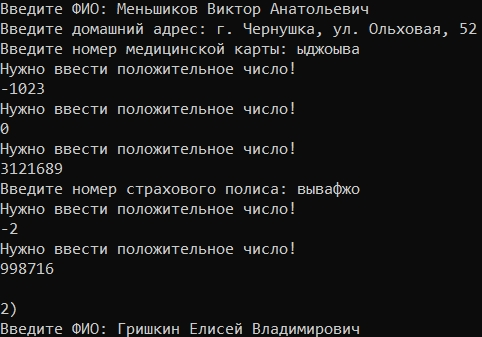 Введите ФИО: Меньшиков Виктор Анатольевич
Введите домашний адрес: г. Чернушка, ул. Ольховая, 52
Введите номер медицинской карты: ыджоыва
Нужно ввести положительное число!
-1023
Нужно ввести положительное число!
0
Нужно ввести положительное число!
3121689
Введите номер страхового полиса: вывафжо
Нужно ввести положительное число!
-2
Нужно ввести положительное число!
998716
2)
Введите ФИО: Гришкин Елисей Владимирович